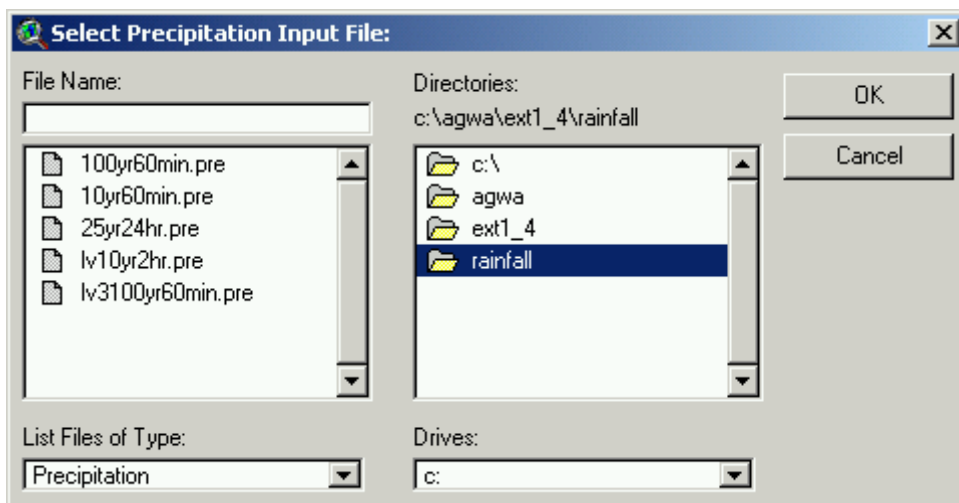 Select Precipitation Input File:
File Name:
100yr60min.pre
10yr60min.pre
25yr24hr.pre
lv10yr2hr.pre
lv3100yr60min.pre
List Files of Type:
Precipitation
Directories:
c:\agwa\ext1_4\rainfall
c:\
agwa
ext1_4
rainfall
Drives:
c:
OK
Cancel